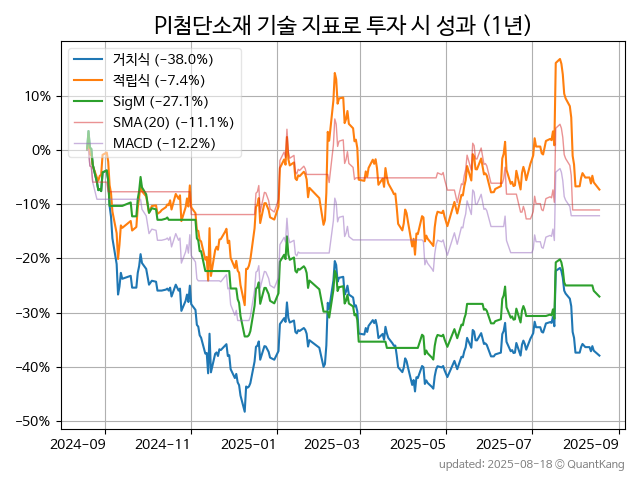 PI첨단소재 기술 지표로 투자 시 성과 (1년)
거치식 (−38.0%)
적립식 (−7.4%)
SigM (−27.1%)
SMA(20) (−11.1%)
MACD (−12.2%)
10%
0%
−10%
−20%
−30%
−40%
−50%
2024-09 2024-11 2025-01 2025-03 2025-05 2025-07 2025-09
updated: 2025-08-18 © QuantKang